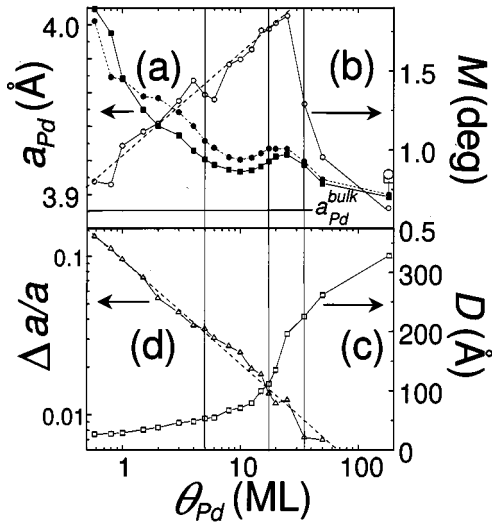 4.0
(a)
(b)
1.5
a_Pd (Å)
M (deg)
1.0
3.9
a_Pd^bulk
0.5
0.1
300
Δa/a
200
D (Å)
(d)
(c)
100
0.01
0
1
10
100
θ_Pd (ML)